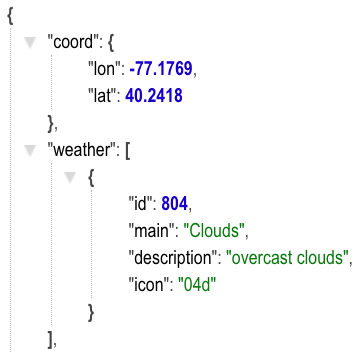 {
"coord": {
"lon": -77.1769,
"lat": 40.2418
},
"weather": [
{
"id": 804,
"main": "Clouds",
"description": "overcast clouds",
"icon": "04d"
}
],